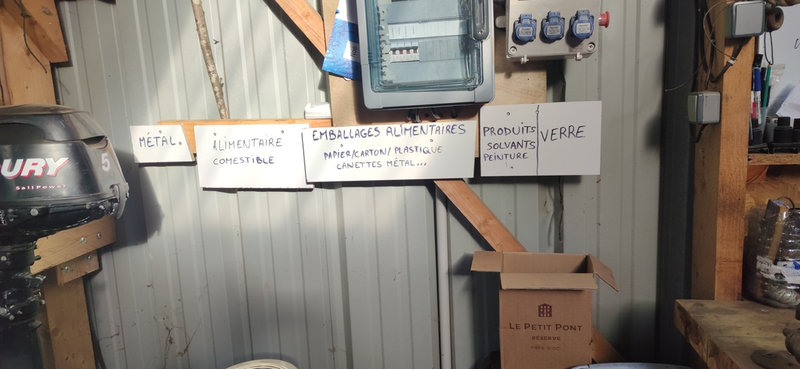 MÉTAL.
ALIMENTAIRE
COMESTIBLE
EMBALLAGES ALIMENTAIRES
PAPIER/CARTON/PLASTIQUE
CANETTES MÉTAL...
PRODUITS
SOLVANTS
PEINTURE
VERRE
URY
SailPower
5
LE PETIT PONT
RÉSERVE